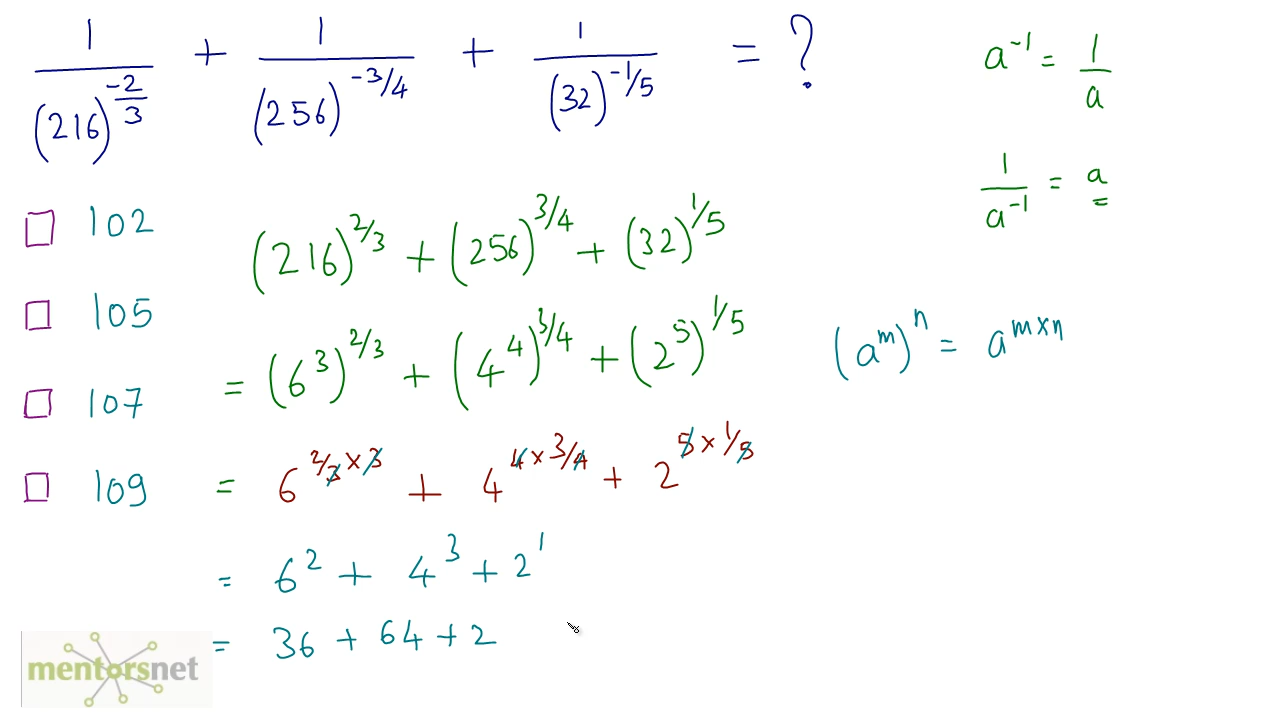 1/(216)^(-2/3) + 1/(256)^(-3/4) + 1/(32)^(-1/5) = ?
a^(-1) = 1/a
1/a^(-1) = a
102
105
107
109
(216)^(2/3) + (256)^(3/4) + (32)^(1/5)
= (6^3)^(2/3) + (4^4)^(3/4) + (2^5)^(1/5)
(a^m)^n = a^(m×n)
= 6^(2/3×3) + 4^(4×3/4) + 2^(5×1/5)
= 6^2 + 4^3 + 2^1
= 36 + 64 + 2
mentorsnet